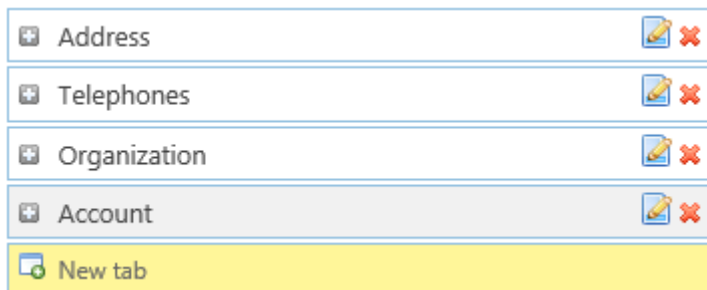 Address
Telephones
Organization
Account
New tab